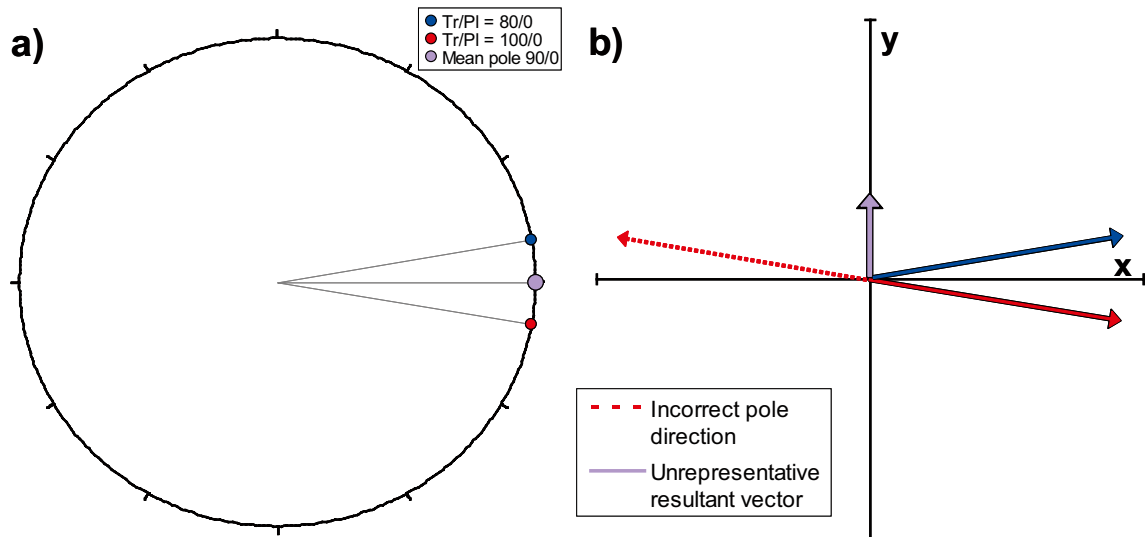 a)
Tr/Pl = 80/0
Tr/Pl = 100/0
Mean pole 90/0
b)
y
x
Incorrect pole
direction
Unrepresentative
resultant vector